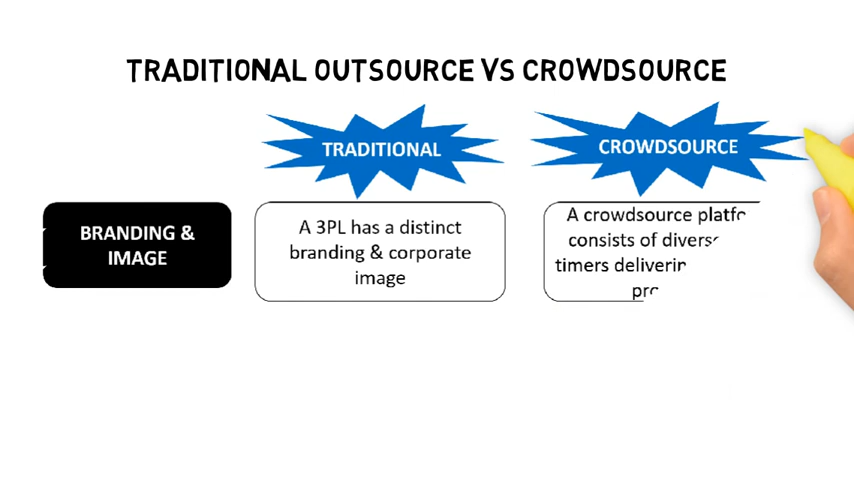 TRADITIONAL OUTSOURCE VS CROWDSOURCE
TRADITIONAL
CROWDSOURCE
BRANDING &
IMAGE
A 3PL has a distinct
branding & corporate
image
A crowdsource
consists of
timers